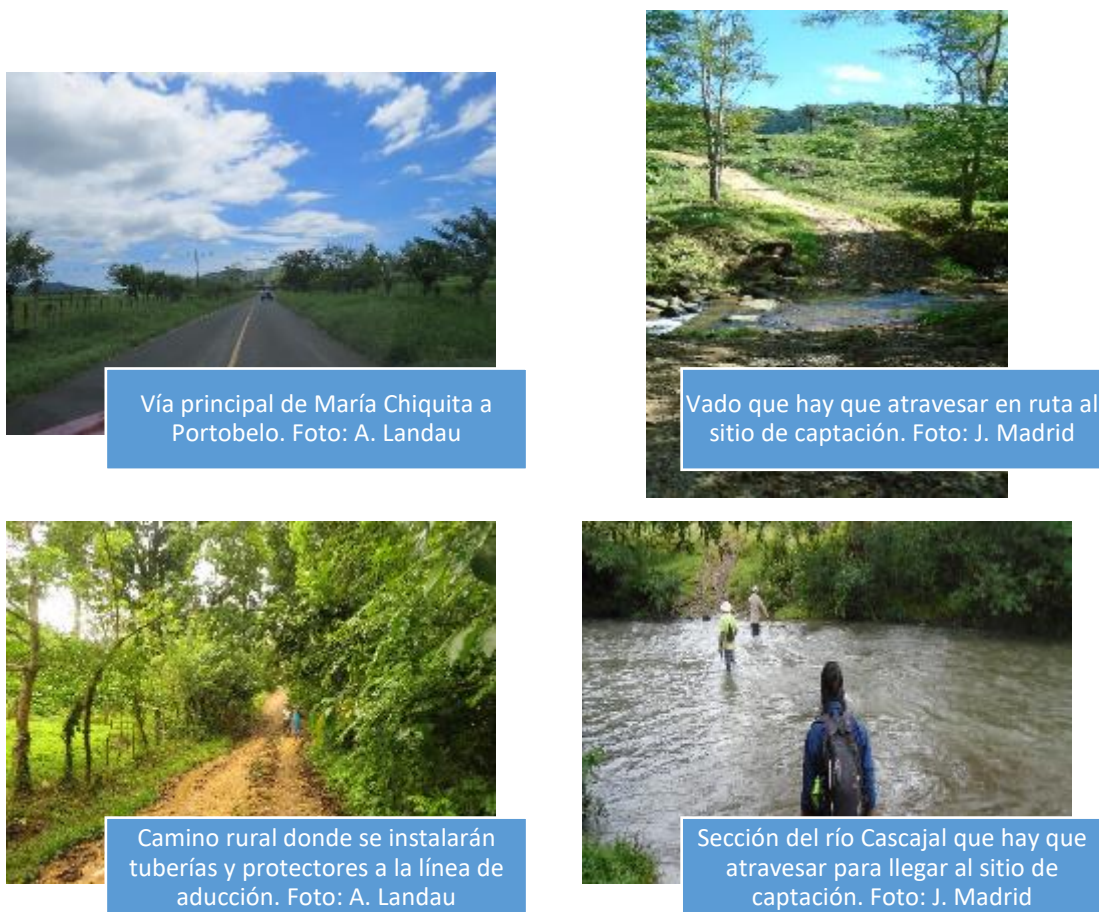 Vía principal de María Chiquita a
Portobelo. Foto: A. Landau
Vado que hay que atravesar en ruta al
sitio de captación. Foto: J. Madrid
Camino rural donde se instalarán
tuberías y protectores a la línea de
aducción. Foto: A. Landau
Sección del río Cascajal que hay que
atravesar para llegar al sitio de
captación. Foto: J. Madrid